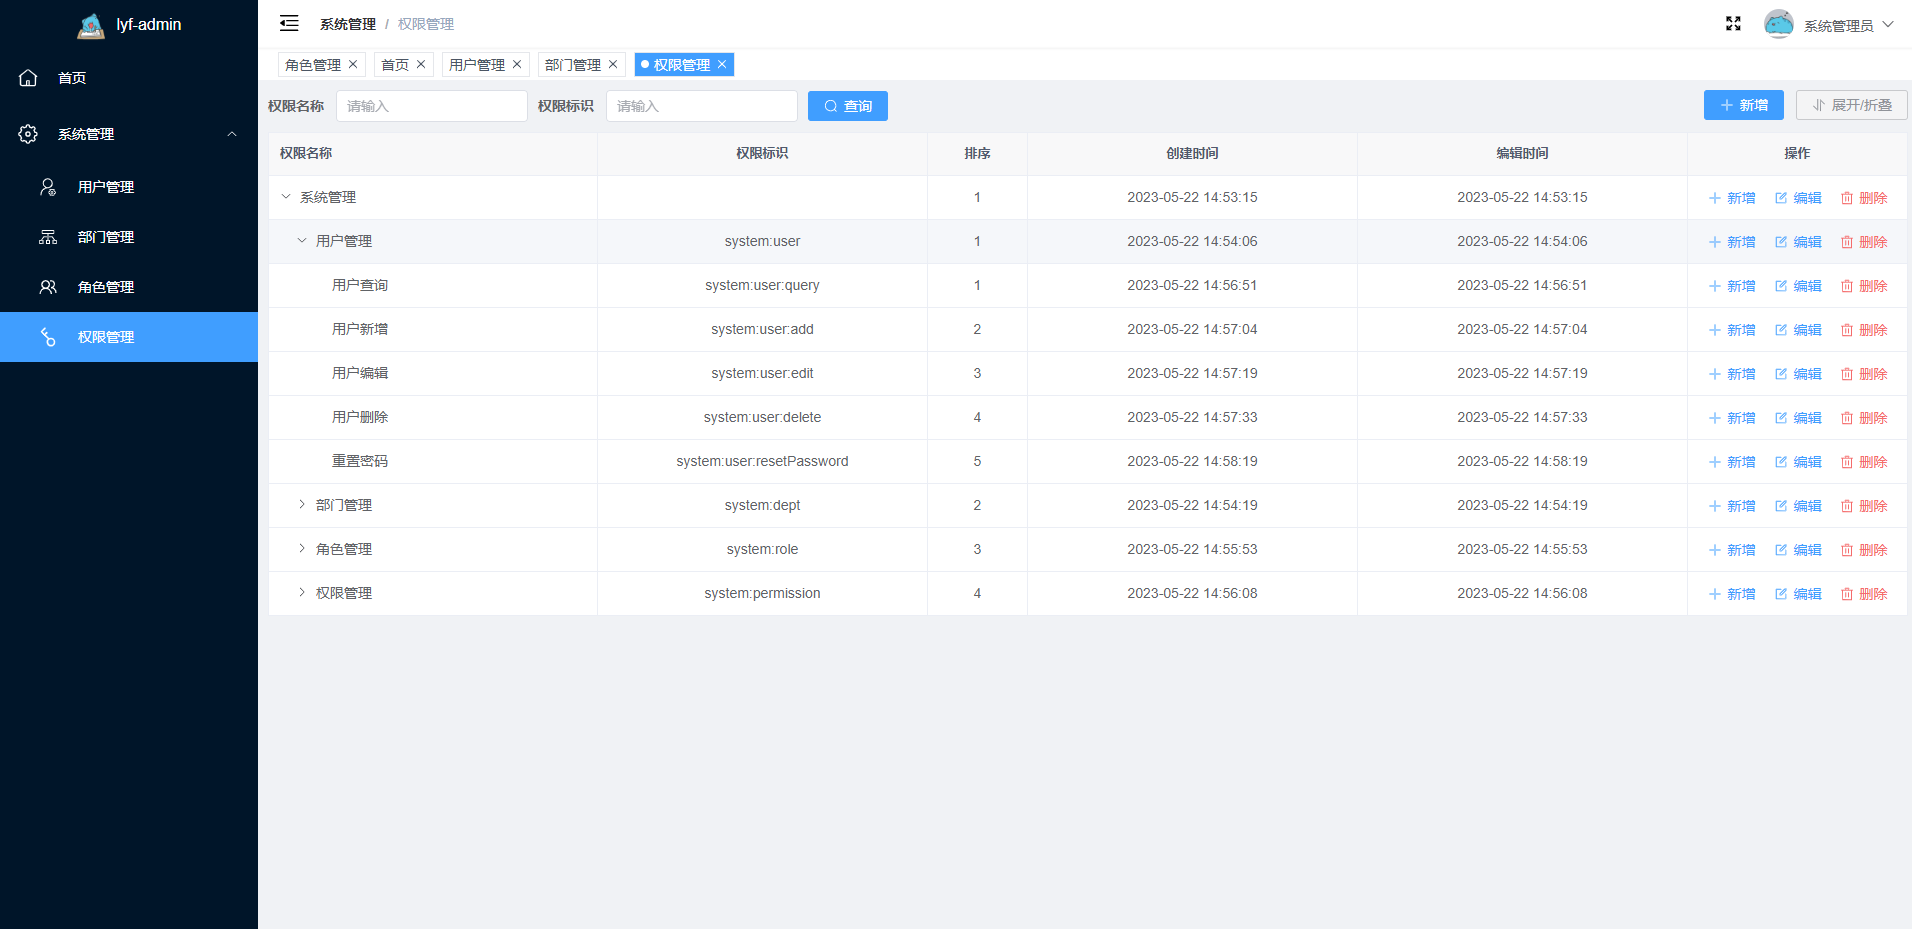 lyf-admin
首页
系统管理
用户管理
部门管理
角色管理
权限管理
系统管理 / 权限管理
系统管理员
角色管理 首页 用户管理 部门管理 权限管理
权限名称 请输入 权限标识 请输入 查询 新增 展开/折叠
权限名称 权限标识 排序 创建时间 编辑时间 操作
系统管理 1 2023-05-22 14:53:15 2023-05-22 14:53:15 新增 编辑 删除
用户管理 system:user 1 2023-05-22 14:54:06 2023-05-22 14:54:06 新增 编辑 删除
用户查询 system:user:query 1 2023-05-22 14:56:51 2023-05-22 14:56:51 新增 编辑 删除
用户新增 system:user:add 2 2023-05-22 14:57:04 2023-05-22 14:57:04 新增 编辑 删除
用户编辑 system:user:edit 3 2023-05-22 14:57:19 2023-05-22 14:57:19 新增 编辑 删除
用户删除 system:user:delete 4 2023-05-22 14:57:33 2023-05-22 14:57:33 新增 编辑 删除
重置密码 system:user:resetPassword 5 2023-05-22 14:58:19 2023-05-22 14:58:19 新增 编辑 删除
部门管理 system:dept 2 2023-05-22 14:54:19 2023-05-22 14:54:19 新增 编辑 删除
角色管理 system:role 3 2023-05-22 14:55:53 2023-05-22 14:55:53 新增 编辑 删除
权限管理 system:permission 4 2023-05-22 14:56:08 2023-05-22 14:56:08 新增 编辑 删除